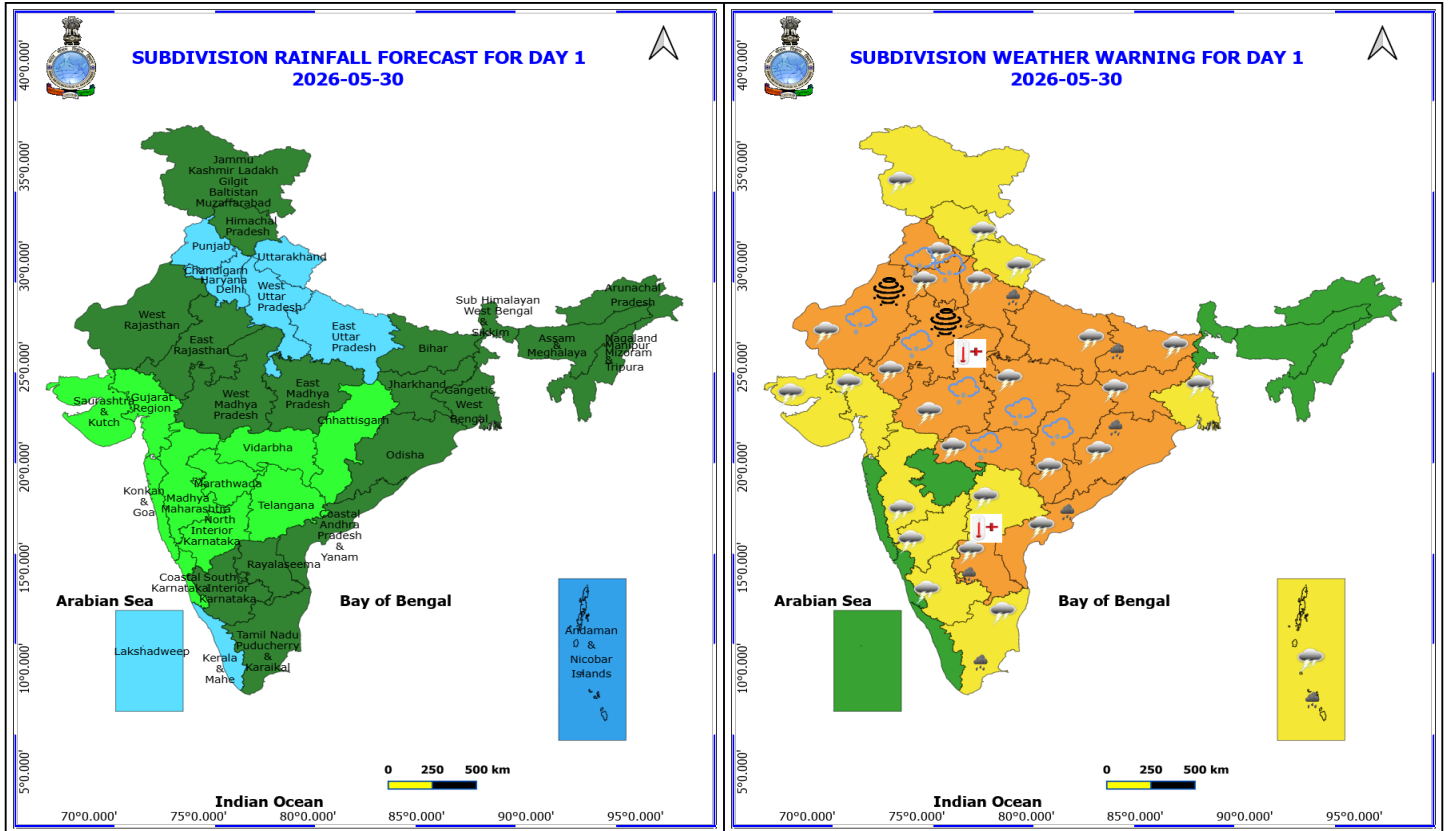 SUBDIVISION RAINFALL FORECAST FOR DAY 1
2026-05-30
40°0.000'
35°0.000'
30°0.000'
25°0.000'
20°0.000'
15°0.000'
10°0.000'
5°0.000'
Jammu
Kashmir Ladakh
Gilgit
Baltistan
Muzaffarabad
Himachal
Pradesh
Punjab
Uttarakhand
Chandigarh
Haryana
Delhi
West
Uttar
Pradesh
East
Uttar
Pradesh
West
Rajasthan
East
Rajasthan
Sub Himalayan
West Bengal
&
Sikkim
Arunachal
Pradesh
Assam
&
Meghalaya
Nagaland
Manipur
Mizoram
&
Tripura
Bihar
Jharkhand
Gangetic
West
Bengal
Saurashtra
&
Kutch
Gujarat
Region
West
Madhya
Pradesh
East
Madhya
Pradesh
Chhattisgarh
Vidarbha
Odisha
Konkan
&
Goa
Madhya
Maharashtra
Marathwada
Telangana
North
Interior
Karnataka
Coastal
Andhra
Pradesh
&
Yanam
Rayalaseema
Coastal
Karnataka
South
Interior
Karnataka
Tamil Nadu
Puducherry
&
Karaikal
Kerala
&
Mahe
Lakshadweep
Andaman
&
Nicobar
Islands
Arabian Sea
Bay of Bengal
Indian Ocean
0 250 500 km
70°0.000' 75°0.000' 80°0.000' 85°0.000' 90°0.000' 95°0.000'
SUBDIVISION WEATHER WARNING FOR DAY 1
2026-05-30
40°0.000'
35°0.000'
30°0.000'
25°0.000'
20°0.000'
15°0.000'
10°0.000'
5°0.000'
Arabian Sea
Bay of Bengal
Indian Ocean
0 250 500 km
70°0.000' 75°0.000' 80°0.000' 85°0.000' 90°0.000' 95°0.000'